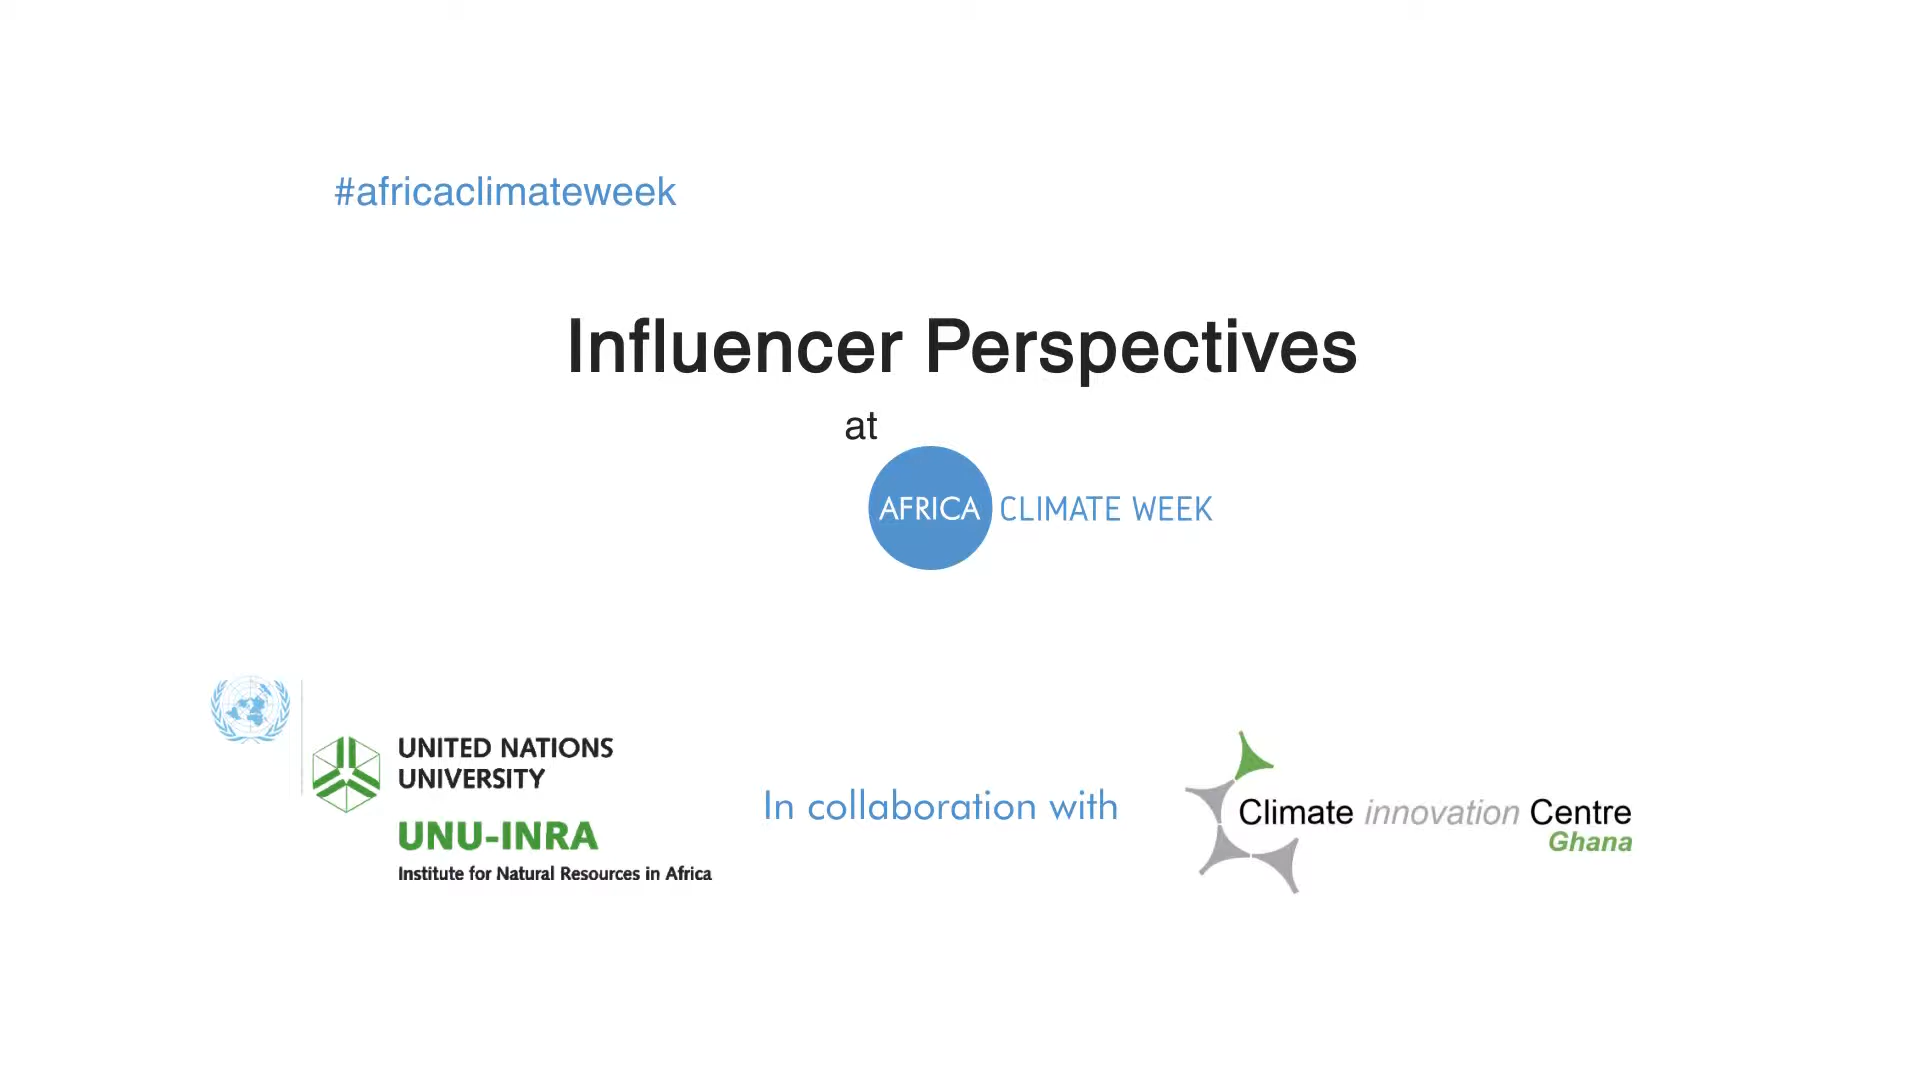 #africaclimateweek
Influencer Perspectives
at
AFRICA CLIMATE WEEK
UNITED NATIONS
UNIVERSITY
UNU-INRA
Institute for Natural Resources in Africa
In collaboration with
Climate innovation Centre
Ghana